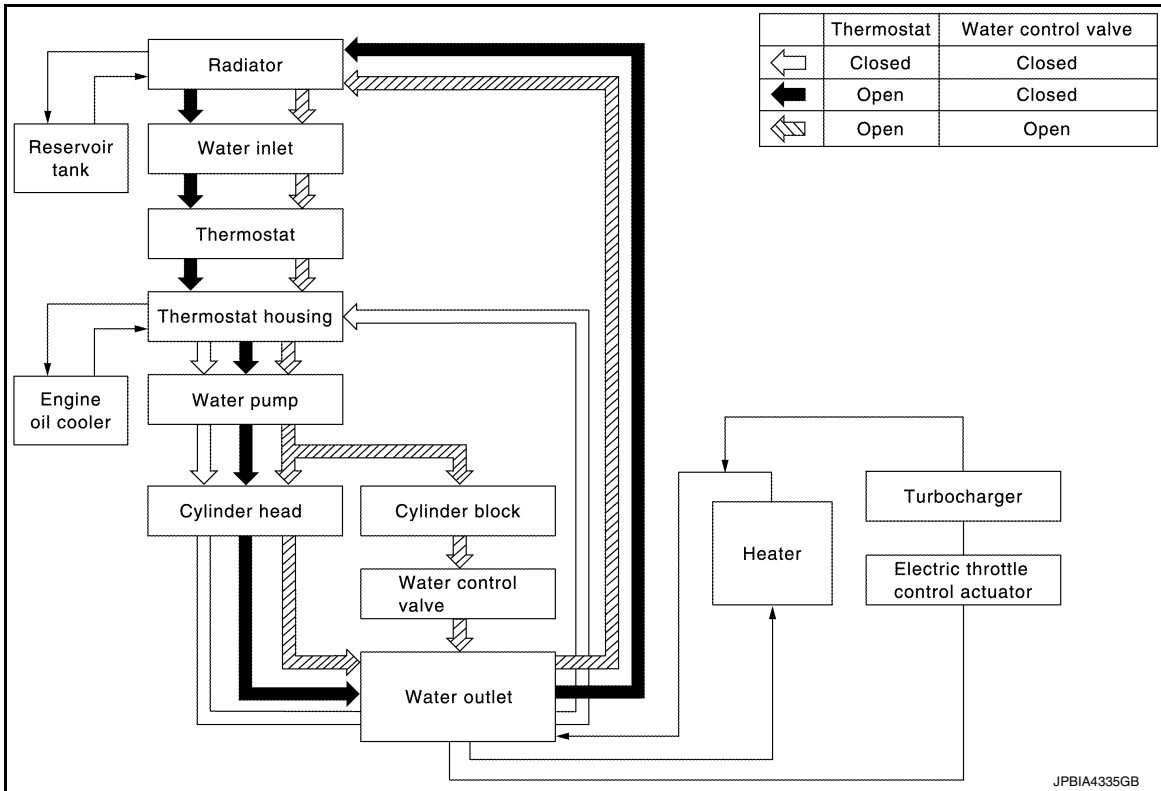 Thermostat Water control valve
Closed Closed
Open Closed
Open Open
Radiator
Reservoir
tank
Water inlet
Thermostat
Thermostat housing
Engine
oil cooler
Water pump
Cylinder head
Cylinder block
Water control
valve
Water outlet
Heater
Turbocharger
Electric throttle
control actuator
JPBIA4335GB